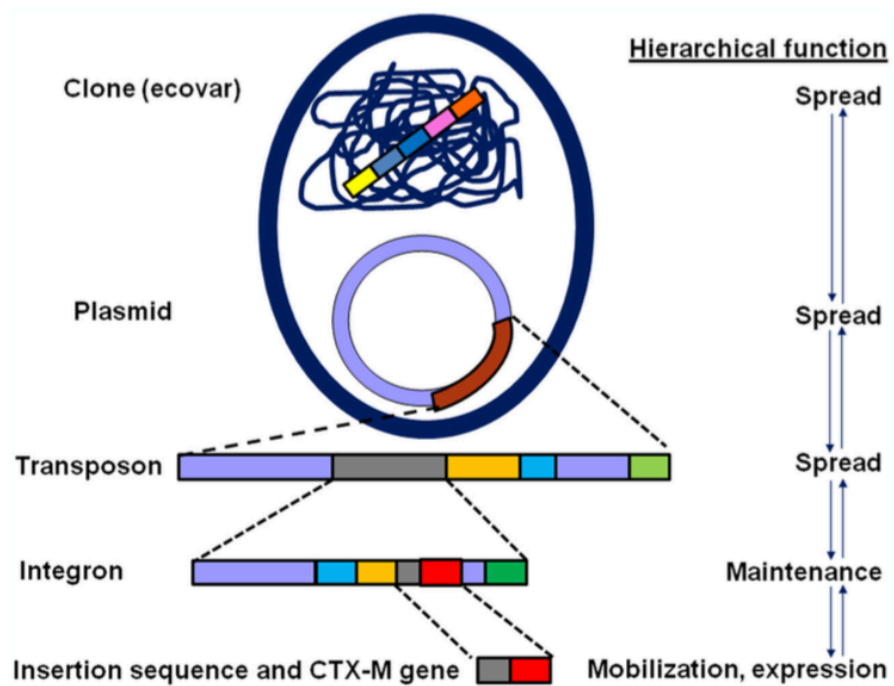 Hierarchical function
Clone (ecovar)
Spread
Plasmid
Spread
Transposon
Spread
Integron
Maintenance
Insertion sequence and CTX-M gene
Mobilization, expression